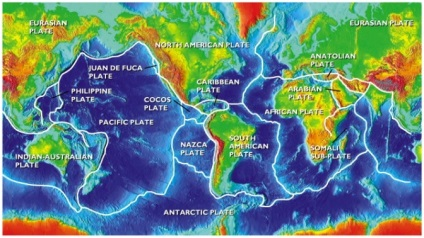 EURASIAN PLATE
EURASIAN PLATE
NORTH AMERICAN PLATE
ANATOLIAN
PLATE
JUAN DE FUCA
PLATE
CARIBBEAN
PLATE
ARABIAN
PLATE
PHILIPPINE
PLATE
COCOS
PLATE
AFRICAN PLATE
PACIFIC PLATE
NAZCA
PLATE
SOUTH
AMERICAN
PLATE
SOMALI
SUB-PLATE
INDIAN-AUSTRALIAN
PLATE
ANTARCTIC PLATE